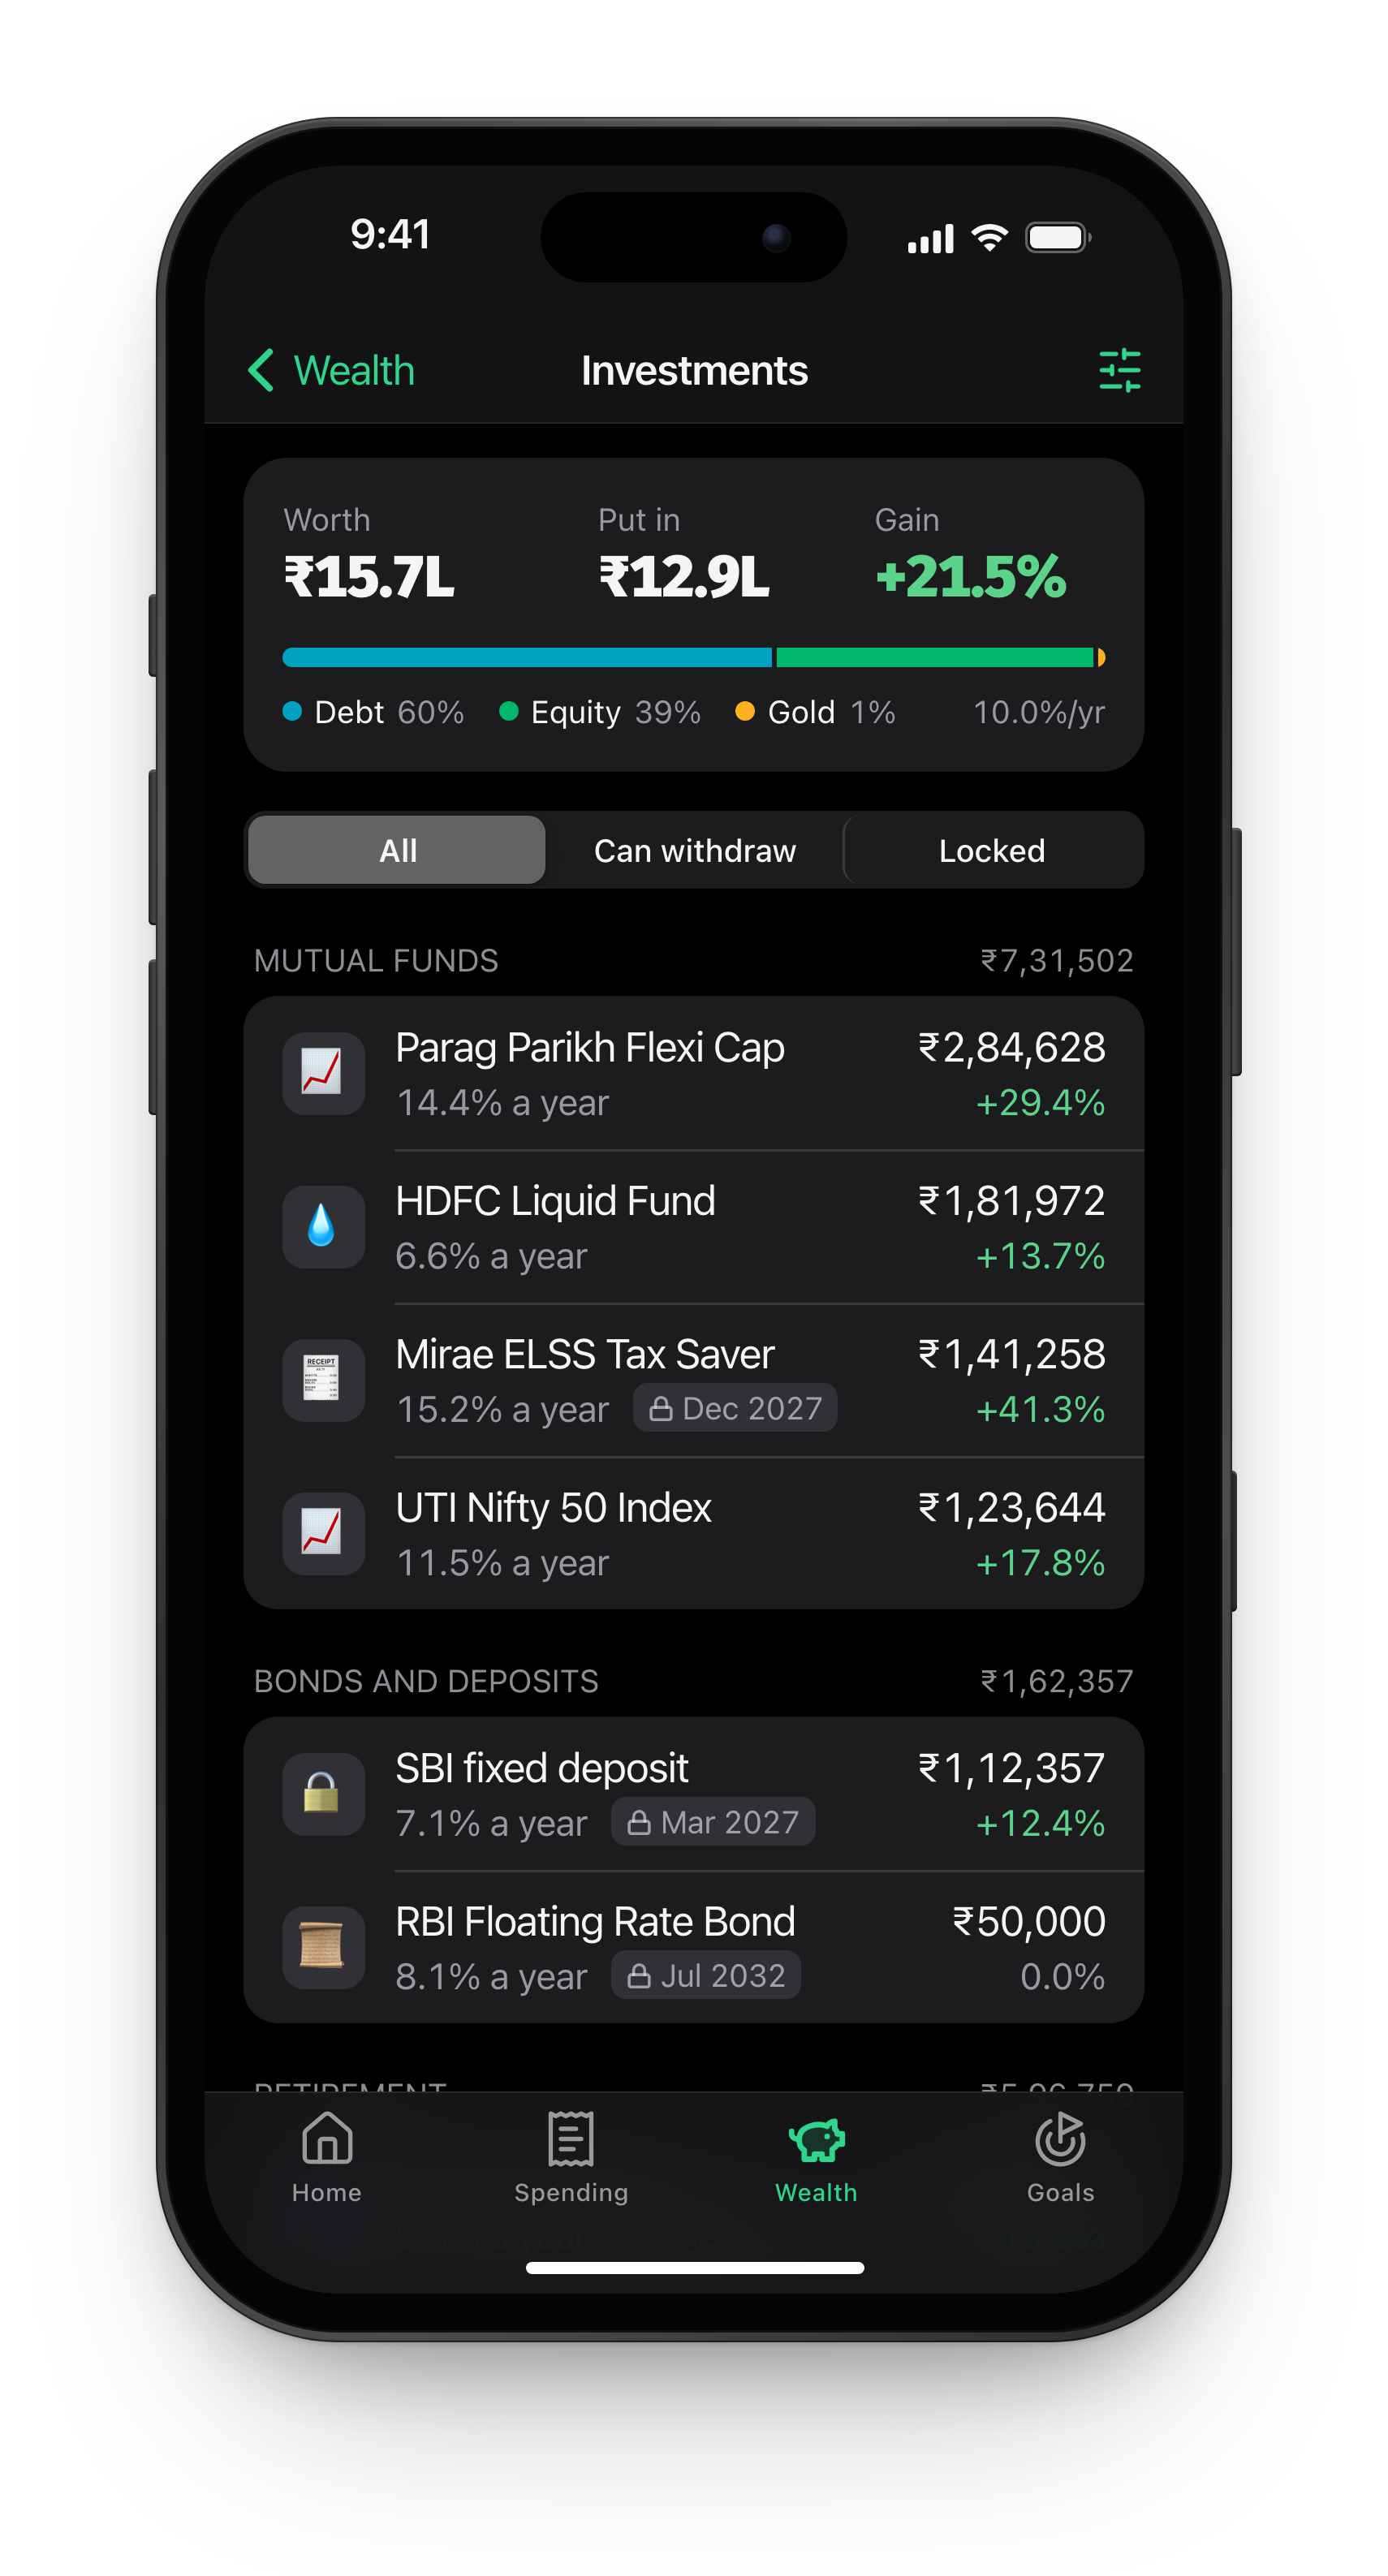 9:41
Wealth
Investments
Worth
Put in
Gain
₹15.7L
₹12.9L
+21.5%
Debt 60%
Equity 39%
Gold 1%
10.0%/yr
All
Can withdraw
Locked
MUTUAL FUNDS
₹7,31,502
Parag Parikh Flexi Cap
₹2,84,628
14.4% a year
+29.4%
HDFC Liquid Fund
₹1,81,972
6.6% a year
+13.7%
RECEIPT
Mirae ELSS Tax Saver
₹1,41,258
15.2% a year
Dec 2027
+41.3%
UTI Nifty 50 Index
₹1,23,644
11.5% a year
+17.8%
BONDS AND DEPOSITS
₹1,62,357
SBI fixed deposit
₹1,12,357
7.1% a year
Mar 2027
+12.4%
RBI Floating Rate Bond
₹50,000
8.1% a year
Jul 2032
0.0%
RETIREMENT
Home
Spending
Wealth
Goals